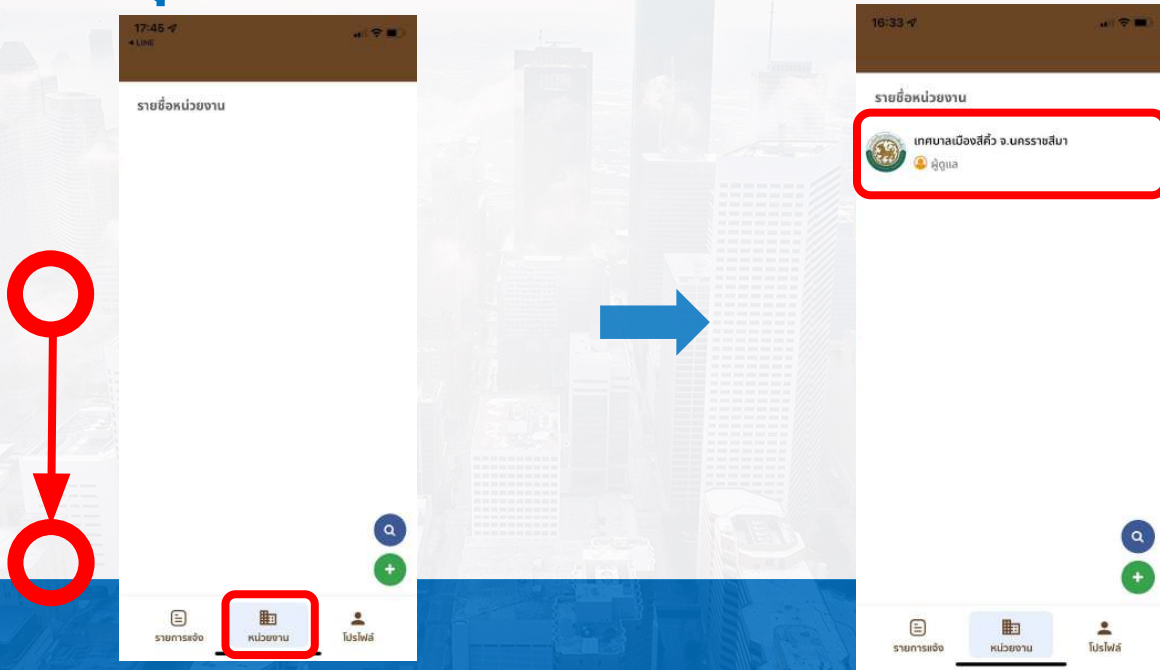 17:45
◄ LINE
รายชื่อหน่วยงาน
รายการแจ้ง
หน่วยงาน
โปรไฟล์
16:33
รายชื่อหน่วยงาน
เทศบาลเมืองสีคิ้ว จ.นครราชสีมา
ผู้ดูแล
รายการแจ้ง
หน่วยงาน
โปรไฟล์